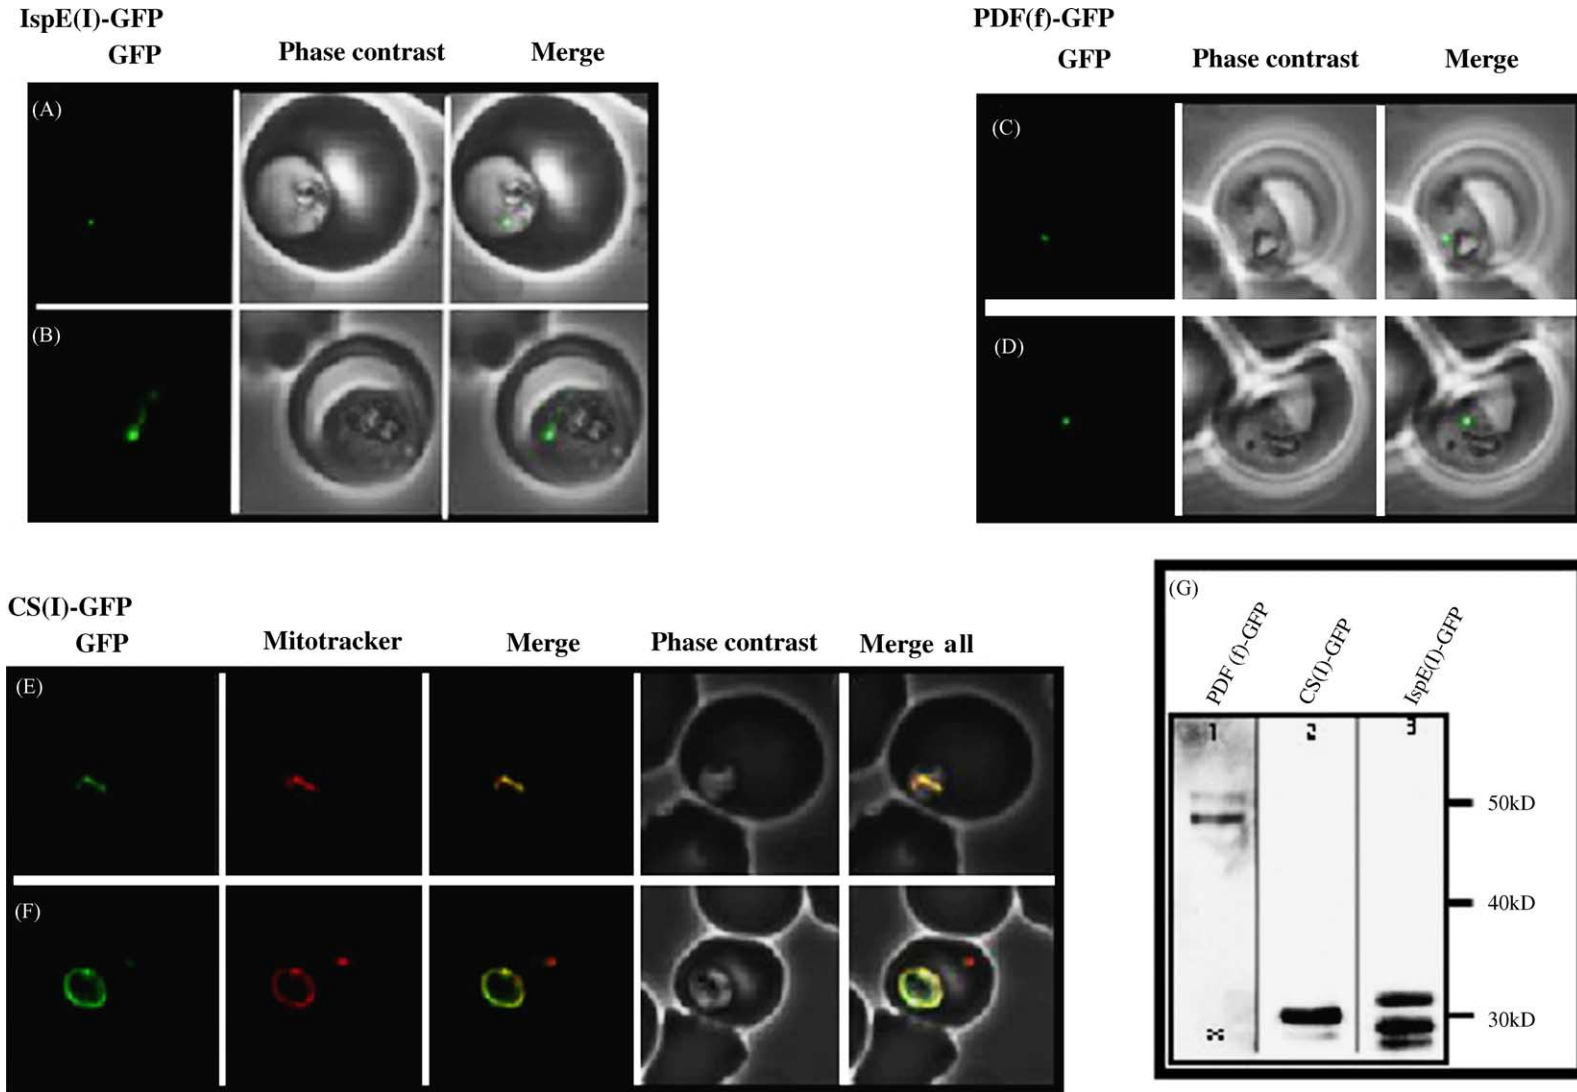 IspE(I)-GFP
GFP Phase contrast Merge
(A)
(B)
PDF(f)-GFP
GFP Phase contrast Merge
(C)
(D)
CS(I)-GFP
GFP Mitotracker Merge Phase contrast Merge all
(E)
(F)
(G)
PDF (f)-GFP
CS(I)-GFP
IspE(I)-GFP
1 2 3
50kD
40kD
30kD